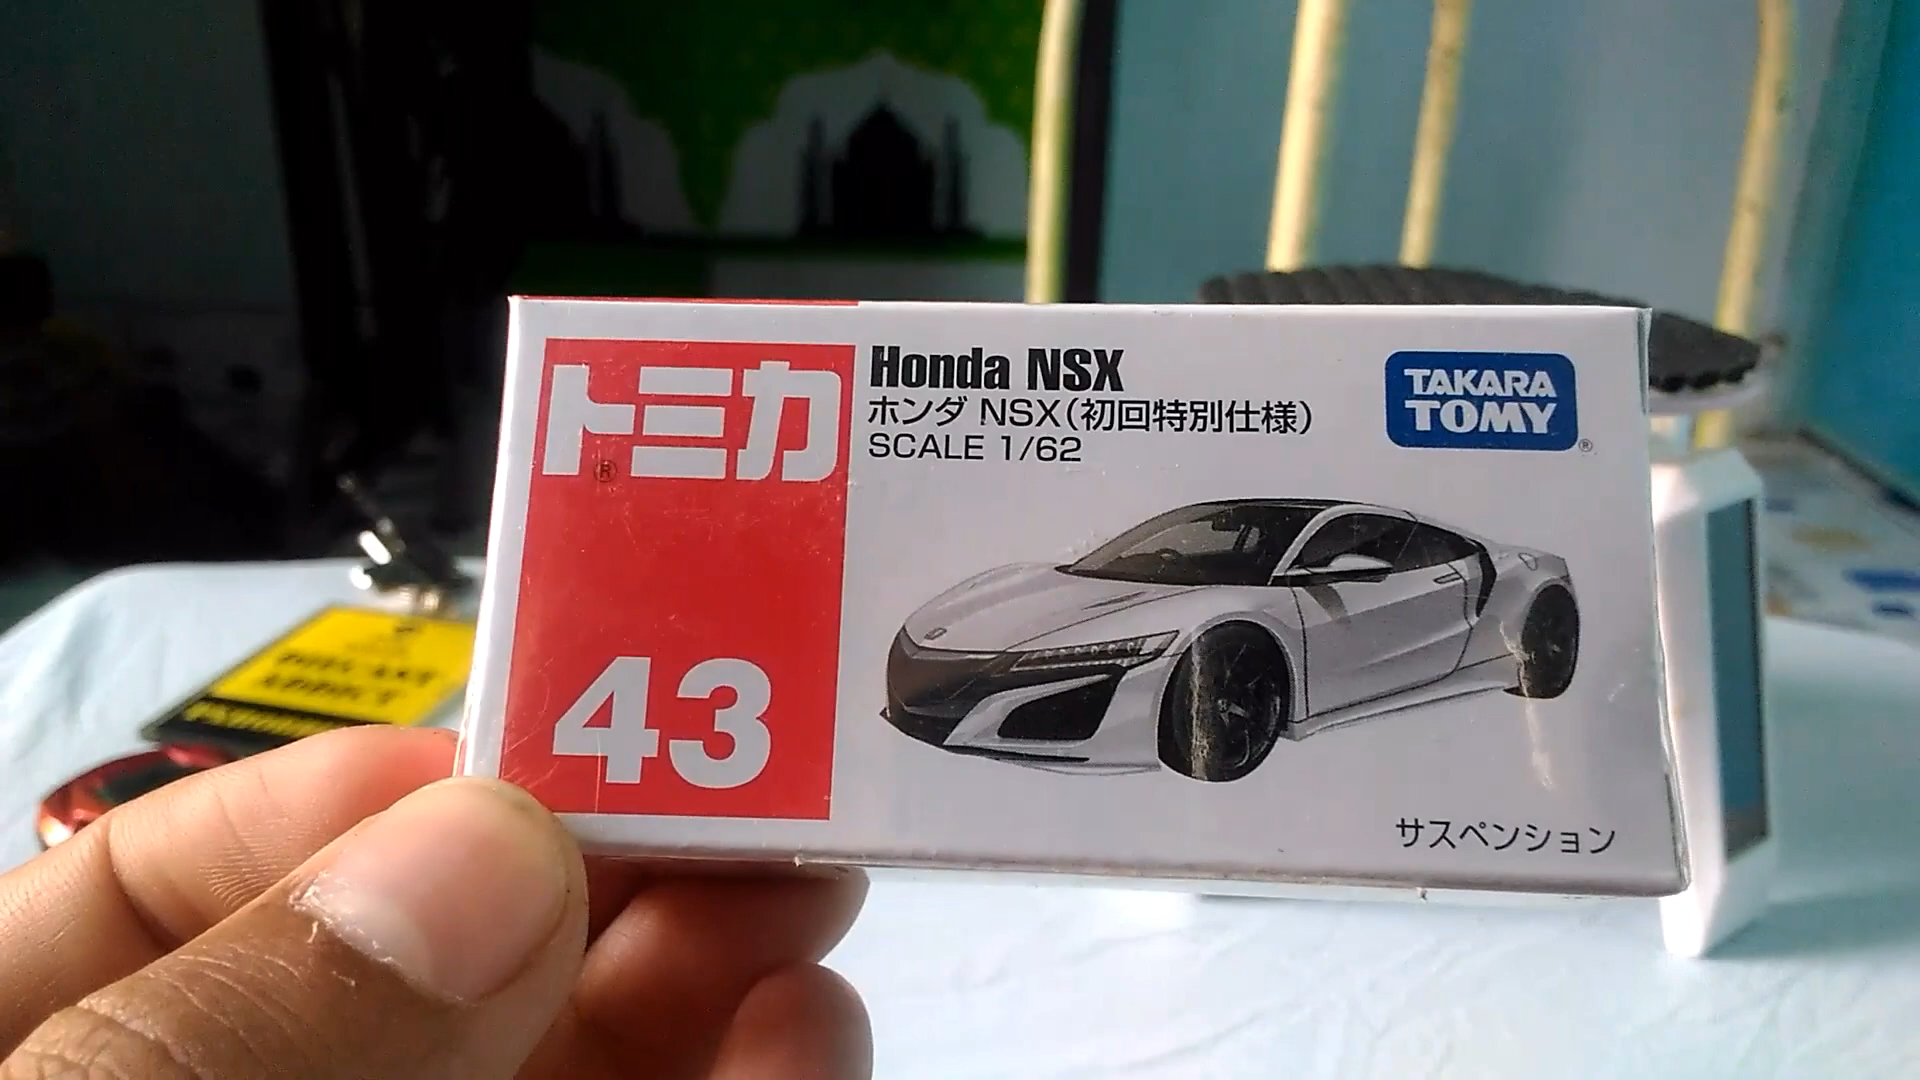 トミカ
®
43
Honda NSX
ホンダ NSX(初回特別仕様)
SCALE 1/62
TAKARA
TOMY
®
サスペンション